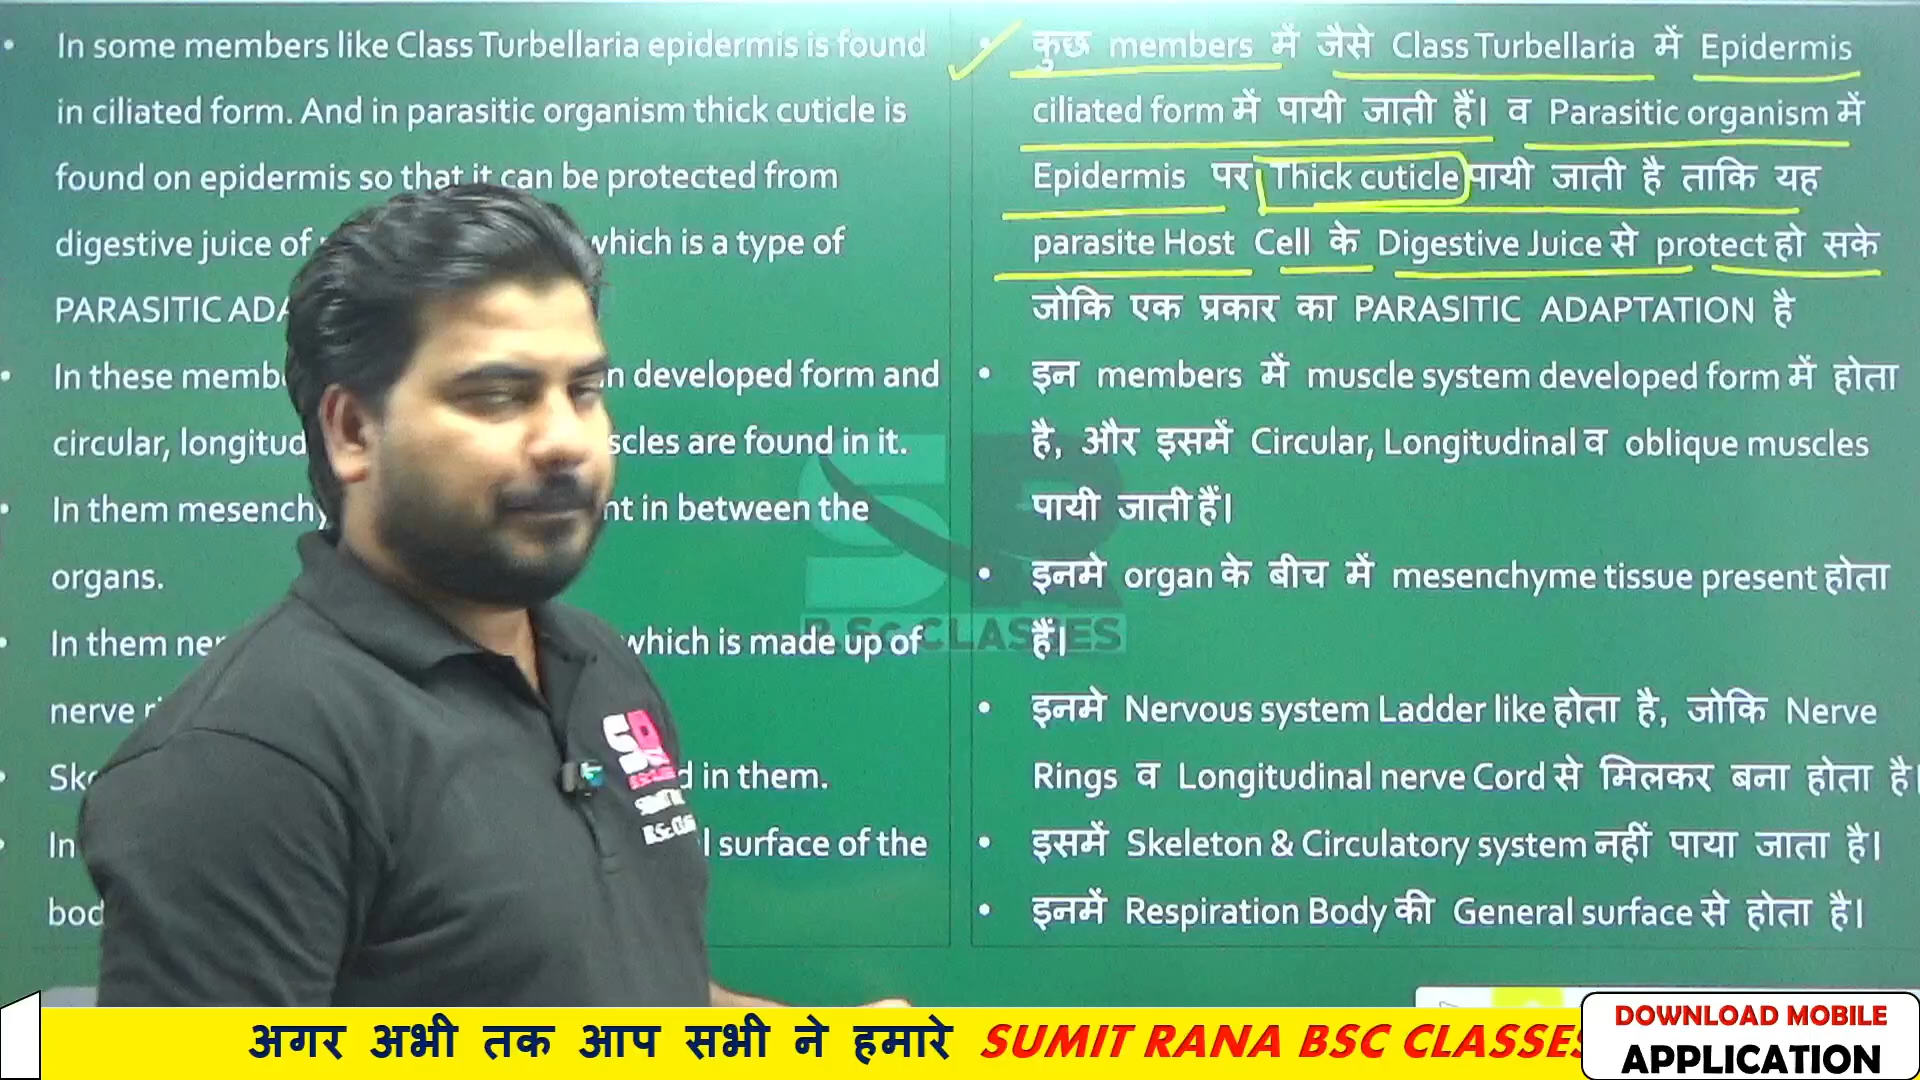 • In some members like Class Turbellaria epidermis is found
in ciliated form. And in parasitic organism thick cuticle is
found on epidermis so that it can be protected from
digestive juice of which is a type of
PARASITIC ADA
• In these memb n developed form and
circular, longitud scles are found in it.
• In them mesenchy nt in between the
organs.
• In them ner which is made up of
nerve ri
• Ske d in them.
• In l surface of the
bod
• कुछ members में जैसे Class Turbellaria में Epidermis
ciliated form में पायी जाती हैं। व Parasitic organism में
Epidermis पर Thick cuticle पायी जाती है ताकि यह
parasite Host Cell के Digestive Juice से protect हो सके
जोकि एक प्रकार का PARASITIC ADAPTATION है
• इन members में muscle system developed form में होता
है, और इसमें Circular, Longitudinal व oblique muscles
पायी जाती हैं।
• इनमे organ के बीच में mesenchyme tissue present होता
हैं।
• इनमे Nervous system Ladder like होता है, जोकि Nerve
Rings व Longitudinal nerve Cord से मिलकर बना होता है।
• इसमें Skeleton & Circulatory system नहीं पाया जाता है।
• इनमें Respiration Body की General surface से होता है।
SR
B.Sc CLASSES
SR
अगर अभी तक आप सभी ने हमारे SUMIT RANA BSC CLASSES
DOWNLOAD MOBILE
APPLICATION